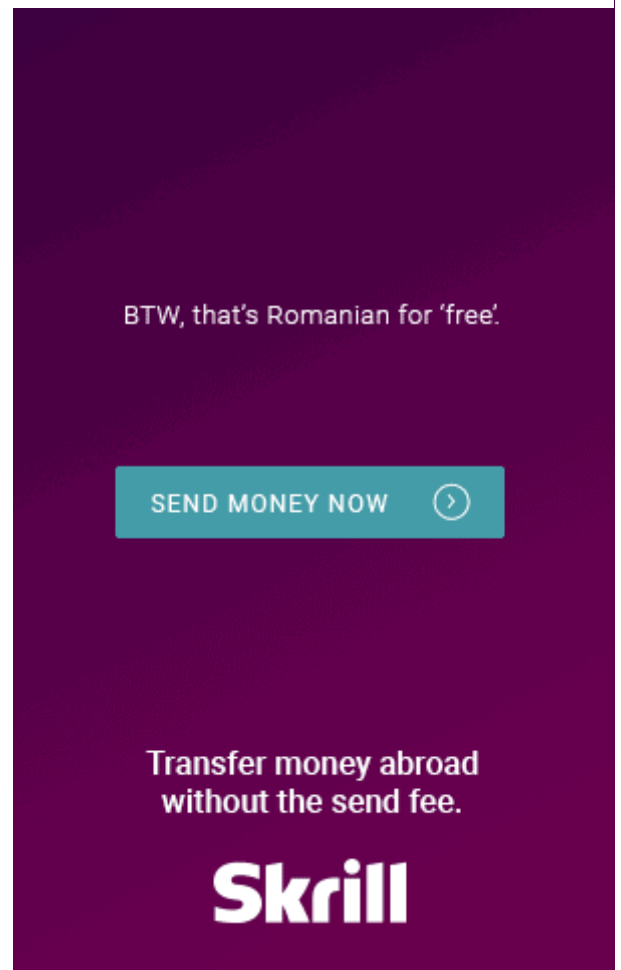 BTW, that's Romanian for ‘free’.
SEND MONEY NOW
Transfer money abroad
without the send fee.
Skrill